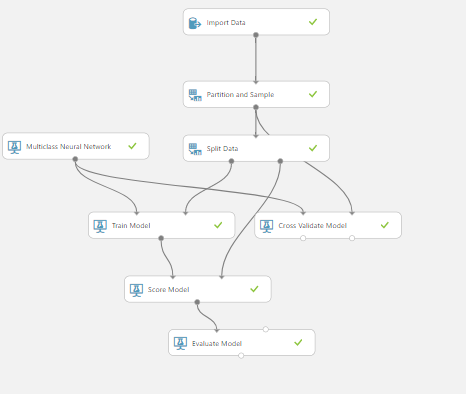 Import Data
Partition and Sample
Multiclass Neural Network
Split Data
Train Model
Cross Validate Model
Score Model
Evaluate Model